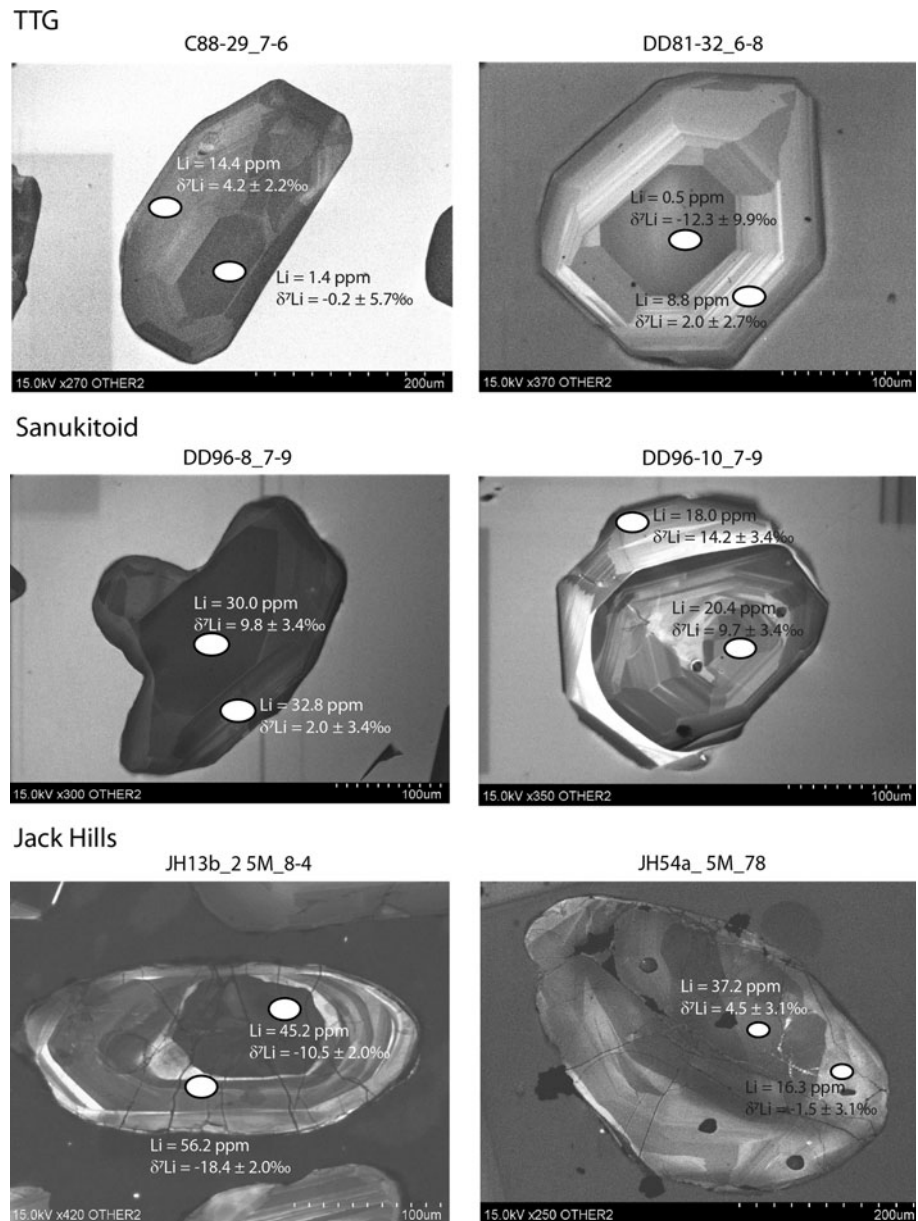 TTG
C88-29_7-6
Li = 14.4 ppm
δ⁷Li = 4.2 ± 2.2‰
Li = 1.4 ppm
δ⁷Li = -0.2 ± 5.7‰
15.0kV x270 OTHER2
200um
DD81-32_6-8
Li = 0.5 ppm
δ⁷Li = -12.3 ± 9.9‰
Li = 8.8 ppm
δ⁷Li = 2.0 ± 2.7‰
15.0kV x370 OTHER2
100um
Sanukitoid
DD96-8_7-9
Li = 30.0 ppm
δ⁷Li = 9.8 ± 3.4‰
Li = 32.8 ppm
δ⁷Li = 2.0 ± 3.4‰
15.0kV x300 OTHER2
100um
DD96-10_7-9
Li = 18.0 ppm
δ⁷Li = 14.2 ± 3.4‰
Li = 20.4 ppm
δ⁷Li = 9.7 ± 3.4‰
15.0kV x350 OTHER2
100um
Jack Hills
JH13b_2 5M_8-4
Li = 45.2 ppm
δ⁷Li = -10.5 ± 2.0‰
Li = 56.2 ppm
δ⁷Li = -18.4 ± 2.0‰
15.0kV x420 OTHER2
100um
JH54a_ 5M_78
Li = 37.2 ppm
δ⁷Li = 4.5 ± 3.1‰
Li = 16.3 ppm
δ⁷Li = -1.5 ± 3.1‰
15.0kV x250 OTHER2
200um